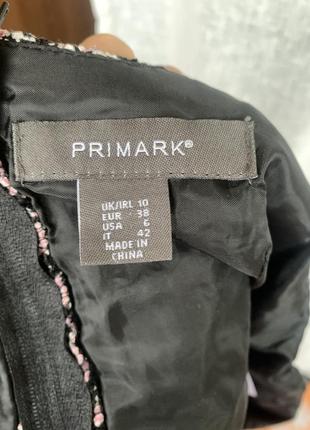 PRIMARK®
UK/IRL 10
EUR 38
USA 6
IT 42
MADE IN
CHINA